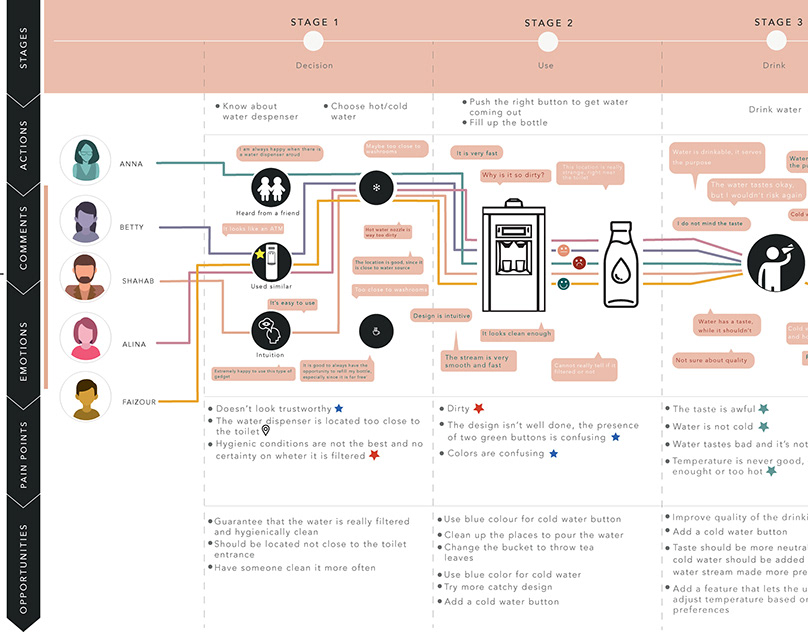 STAGES
STAGE 1
STAGE 2
STAGE 3
Decision
Use
Drink
ACTIONS
Know about
water despenser
Choose hot/cold
water
Push the right button to get water
coming out
Fill up the bottle
Drink water
COMMENTS
EMOTIONS
ANNA
BETTY
SHAHAB
ALINA
FAIZOUR
I am always happy when there is
a water dispenser aroud
Maybe too close to
washrooms
Heard from a friend
It looks like an ATM
Hot water nozzle is
way too dirty
Used similar
The location is good, since it
is close to water source
Too close to washrooms
It's easy to use
Intuition
Extremely happy to use this type of
gadget
It is good to always have the
opportunity to refill my bottle,
especially since it is far free
It is very fast
Why is it so dirty?
This location is really
strange, right near
the toilet
Design is intuitive
It looks clean enough
The stream is very
smooth and fast
Cannot really tell if it
filtered or not
Water is drinkable, it serves
the purpose
Water
the pu
The water tastes okay,
but I wouldn't risk again
Cold w
I do not mind the taste
Water has a taste,
while it shouldn't
Cold
and h
Not sure about quality
PAIN POINTS
Doesn't look trustworthy
The water dispenser is located too close to
the toilet
Hygienic conditions are not the best and no
certainty on wheter it is filtered
Dirty
The design isn't well done, the presence
of two green buttons is confusing
Colors are confusing
The taste is awful
Water is not cold
Water tastes bad and it's not
Temperature is never good,
enought or too hot
OPPORTUNITIES
Guarantee that the water is really filtered
and hygienically clean
Should be located not close to the toilet
entrance
Have someone clean it more often
Use blue colour for cold water button
Clean up the places to pour the water
Change the bucket to throw tea
leaves
Use blue color for cold water
Try more catchy design
Add a cold water button
Improve quality of the drinki
Add a cold water button
Taste should be more neutral
cold water should be added
water stream made more pre
Add a feature that lets the u
adjust temperature based or
preferences